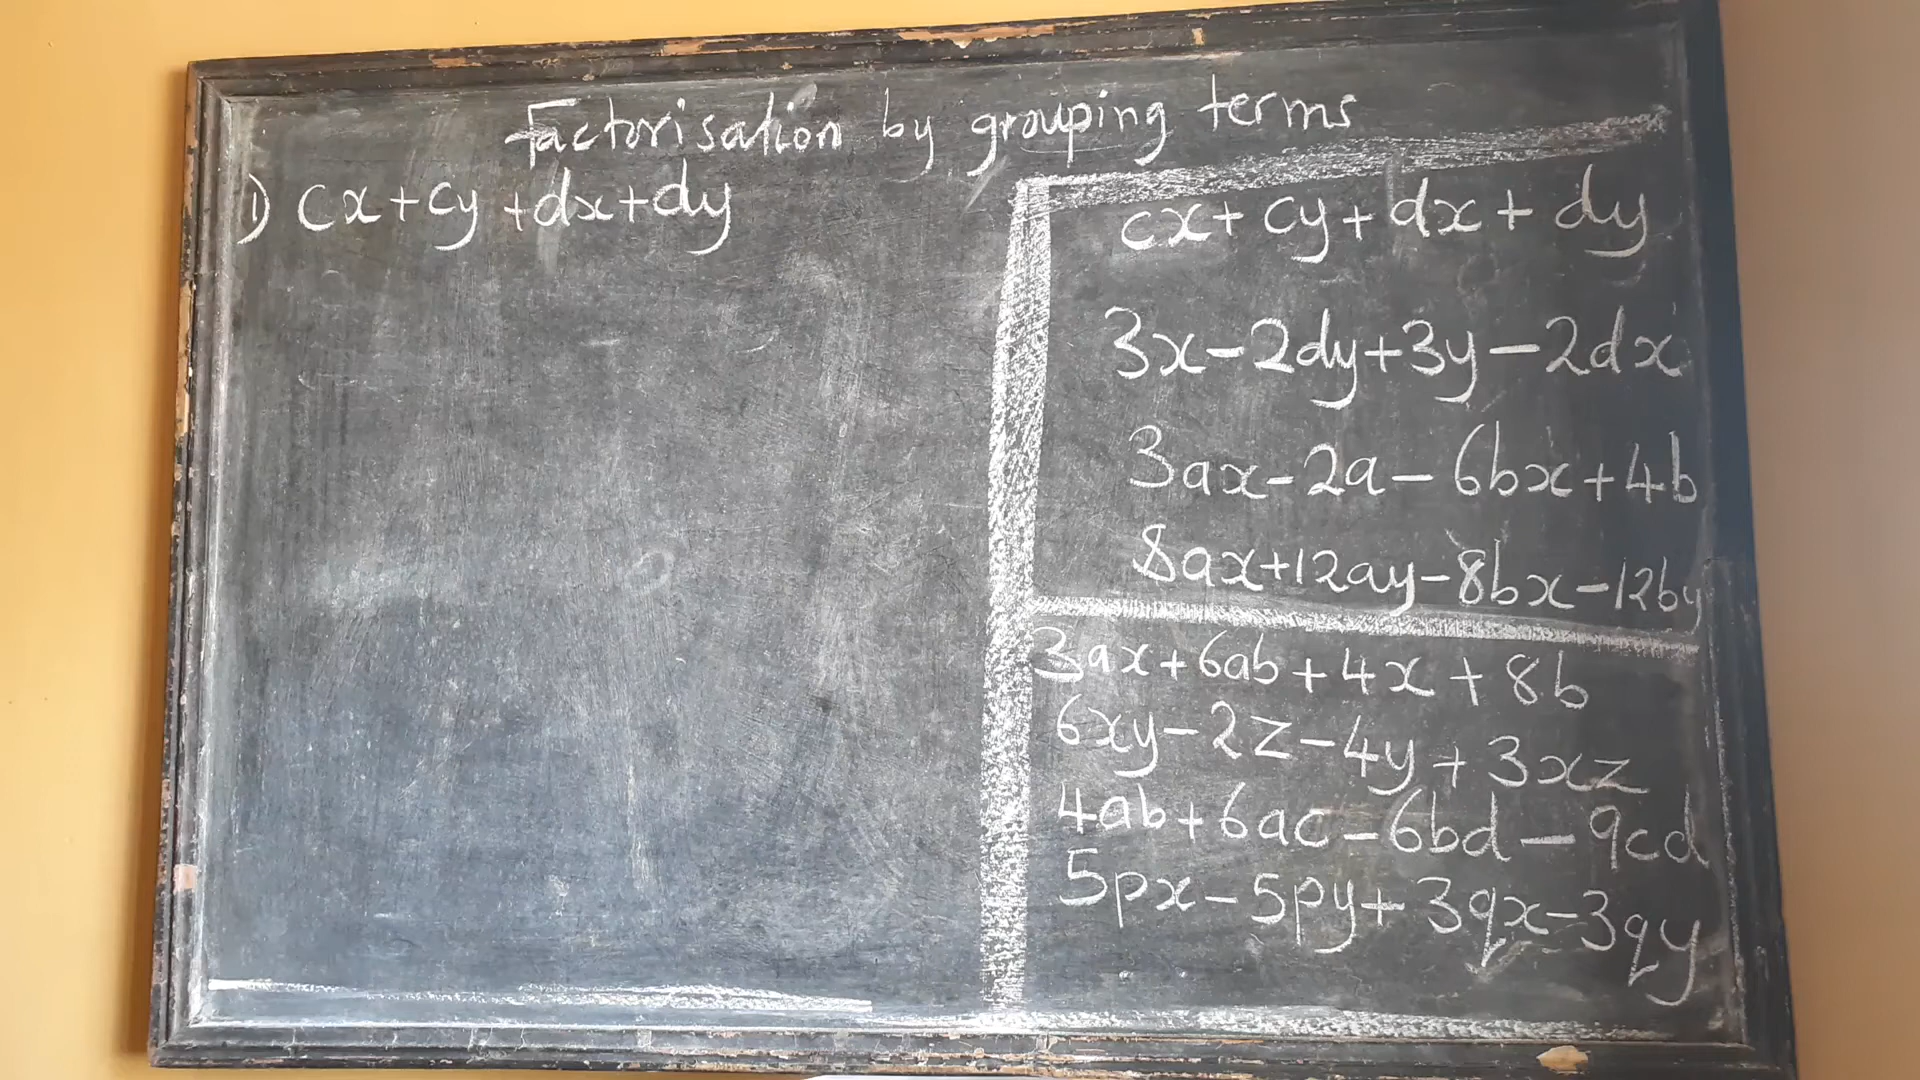 Factorisation by grouping terms
1) cx+cy+dx+dy
cx+cy+dx+dy
3x-2dy+3y-2dx
3ax-2a-6bx+4b
8ax+12ay-8bx-12by
3ax+6ab+4x+8b
6xy-2z-4y+3xz
4ab+6ac-6bd-9cd
5px-5py+3qx-3qy